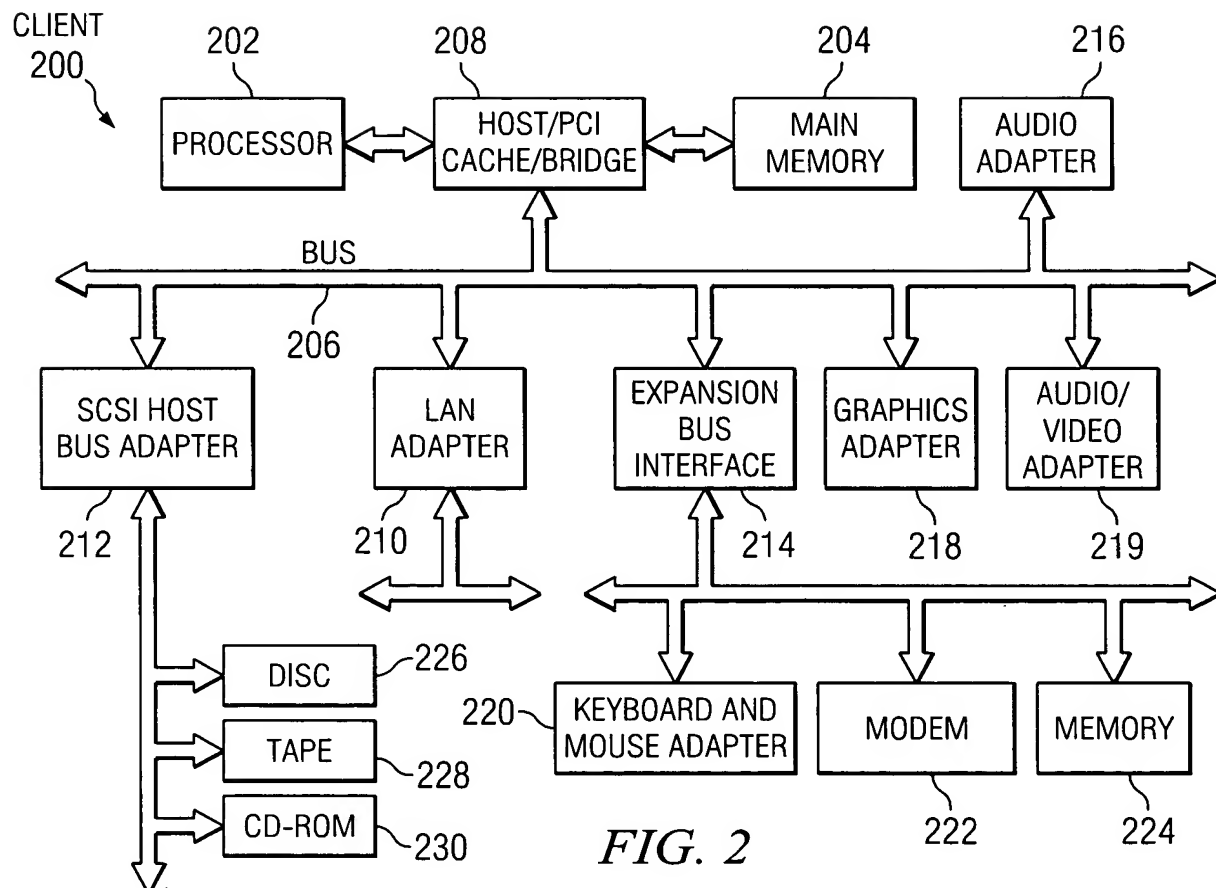 CLIENT
200
202
208
204
216
PROCESSOR
HOST/PCI
CACHE/BRIDGE
MAIN
MEMORY
AUDIO
ADAPTER
BUS
206
SCSI HOST
BUS ADAPTER
LAN
ADAPTER
EXPANSION
BUS
INTERFACE
GRAPHICS
ADAPTER
AUDIO/
VIDEO
ADAPTER
212
210
214
218
219
DISC
226
TAPE
228
CD-ROM
230
220
KEYBOARD AND
MOUSE ADAPTER
MODEM
MEMORY
222
224
FIG. 2